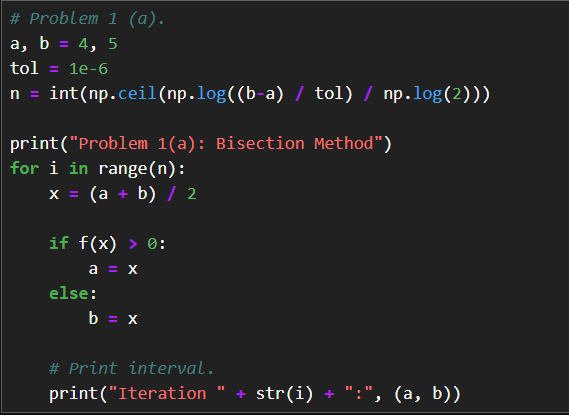 # Problem 1 (a).
a, b = 4, 5
tol = 1e-6
n = int(np.ceil(np.log((b-a) / tol) / np.log(2)))

print("Problem 1(a): Bisection Method")
for i in range(n):
    x = (a + b) / 2

    if f(x) > 0:
        a = x
    else:
        b = x

    # Print interval.
    print("Iteration " + str(i) + ":", (a, b))